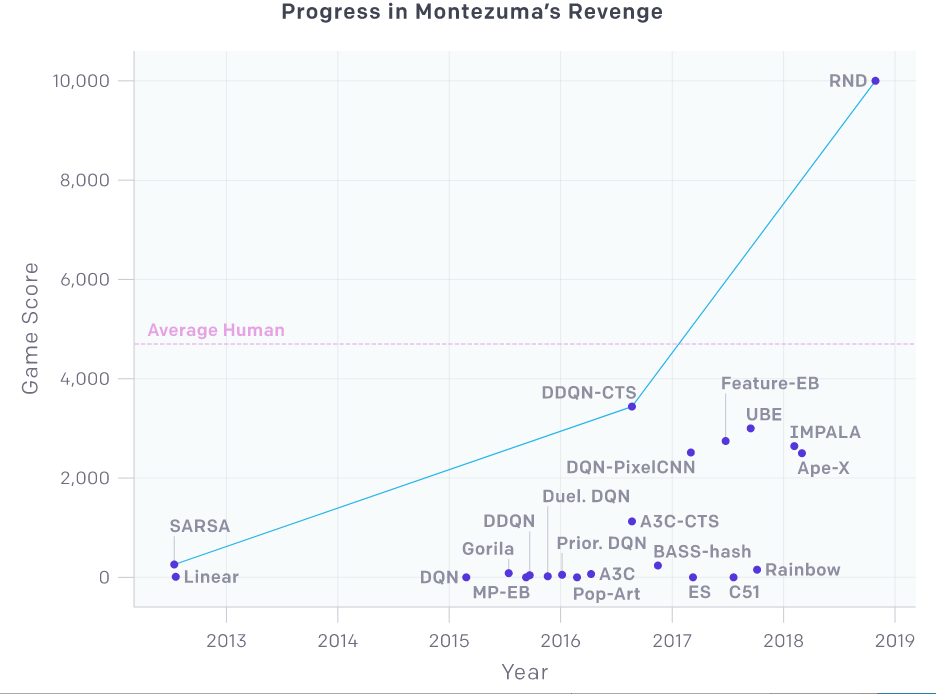 Progress in Montezuma's Revenge
10,000
8,000
6,000
4,000
2,000
0
Game Score
RND
Average Human
Feature-EB
DDQN-CTS
UBE
IMPALA
DQN-PixelCNN
Ape-X
Duel. DQN
SARSA
DDQN
A3C-CTS
Gorila
Prior. DQN
BASS-hash
Linear
DQN
A3C
Rainbow
MP-EB
Pop-Art
ES
C51
2013
2014
2015
2016
2017
2018
2019
Year